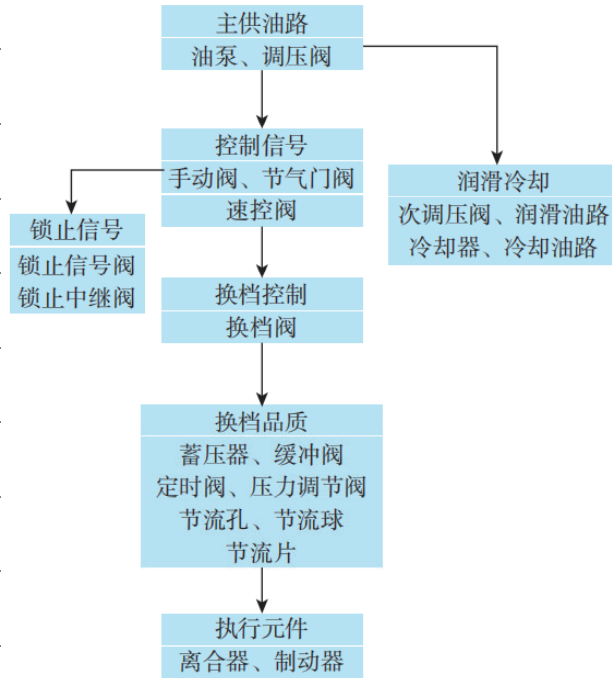 主供油路
油泵、调压阀
控制信号
手动阀、节气门阀
速控阀
润滑冷却
次调压阀、润滑油路
冷却器、冷却油路
锁止信号
锁止信号阀
锁止中继阀
换档控制
换档阀
换档品质
蓄压器、缓冲阀
定时阀、压力调节阀
节流孔、节流球
节流片
执行元件
离合器、制动器